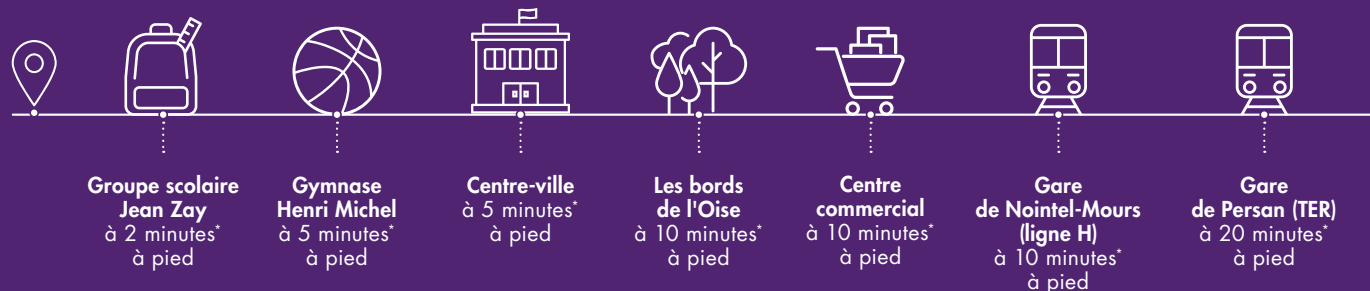 Groupe scolaire
Jean Zay
à 2 minutes*
à pied
Gymnase
Henri Michel
à 5 minutes*
à pied
Centre-ville
à 5 minutes*
à pied
Les bords
de l'Oise
à 10 minutes*
à pied
Centre
commercial
à 10 minutes*
à pied
Gare
de Nointel-Mours
(ligne H)
à 10 minutes*
à pied
Gare
de Persan (TER)
à 20 minutes*
à pied